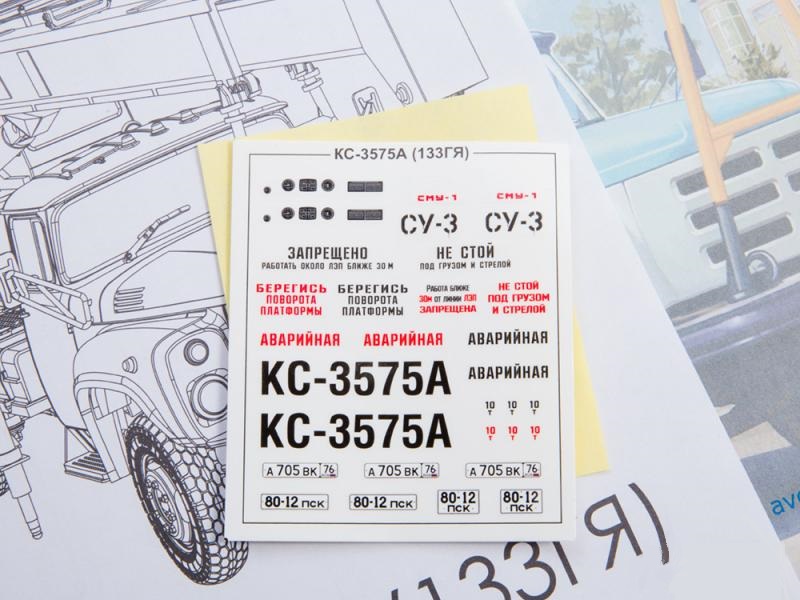 КС-3575А (133ГЯ)
СМУ-1 СМУ-1
СУ-3 СУ-3
ЗАПРЕЩЕНО
РАБОТАТЬ ОКОЛО ЛЭП БЛИЖЕ 30 М
НЕ СТОЙ
ПОД ГРУЗОМ И СТРЕЛОЙ
БЕРЕГИСЬ
ПОВОРОТА
ПЛАТФОРМЫ
БЕРЕГИСЬ
ПОВОРОТА
ПЛАТФОРМЫ
РАБОТА БЛИЖЕ
30м ОТ ЛИНИИ ЛЭП
ЗАПРЕЩЕНА
НЕ СТОЙ
ПОД ГРУЗОМ
И СТРЕЛОЙ
АВАРИЙНАЯ АВАРИЙНАЯ АВАРИЙНАЯ
КС-3575А
АВАРИЙНАЯ
КС-3575А
10 10 10
Т Т Т
10 10 10
Т Т Т
А 705 ВК 76 А 705 ВК 76 А 705 ВК 76
80-12 ПСК 80-12 ПСК
80-12
ПСК
80-12
ПСК
(133ГЯ)
av